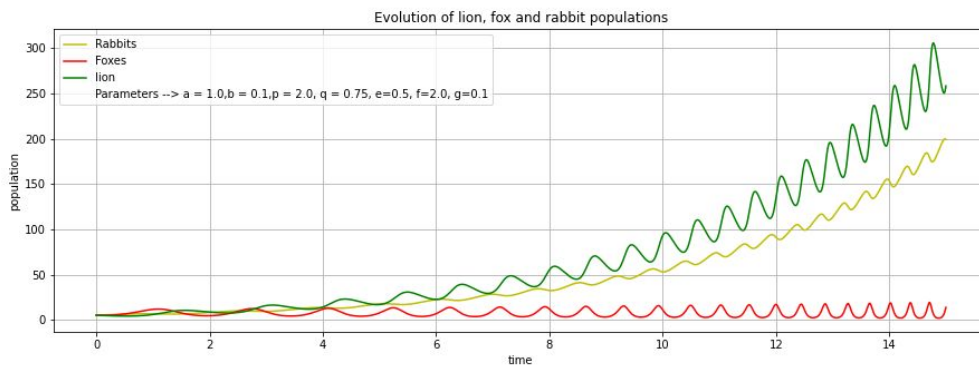 Evolution of lion, fox and rabbit populations
Rabbits
Foxes
lion
Parameters --> a = 1.0,b = 0.1,p = 2.0, q = 0.75, e=0.5, f=2.0, g=0.1
population
300
250
200
150
100
50
0
0 2 4 6 8 10 12 14
time